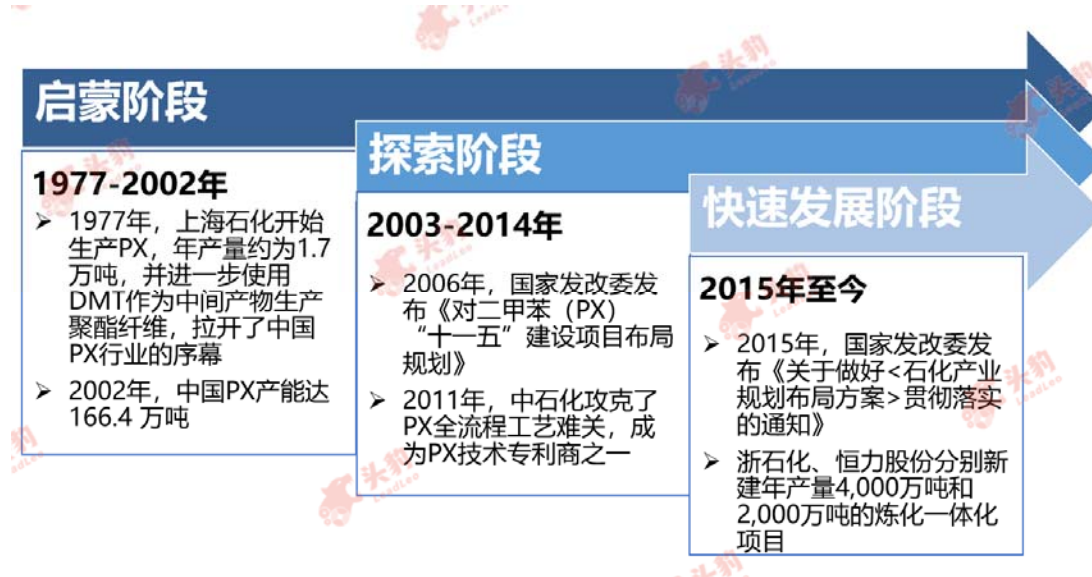 启蒙阶段
1977-2002年
➢ 1977年，上海石化开始
生产PX，年产量约为1.7
万吨，并进一步使用
DMT作为中间产物生产
聚酯纤维，拉开了中国
PX行业的序幕
➢ 2002年，中国PX产能达
166.4 万吨
探索阶段
2003-2014年
➢ 2006年，国家发改委发
布《对二甲苯（PX）
“十一五”建设项目布局
规划》
➢ 2011年，中石化攻克了
PX全流程工艺难关，成
为PX技术专利商之一
快速发展阶段
2015年至今
➢ 2015年，国家发改委发
布《关于做好<石化产业
规划布局方案>贯彻落实
的通知》
➢ 浙石化、恒力股份分别新
建年产量4,000万吨和
2,000万吨的炼化一体化
项目
头豹
LeadLeo